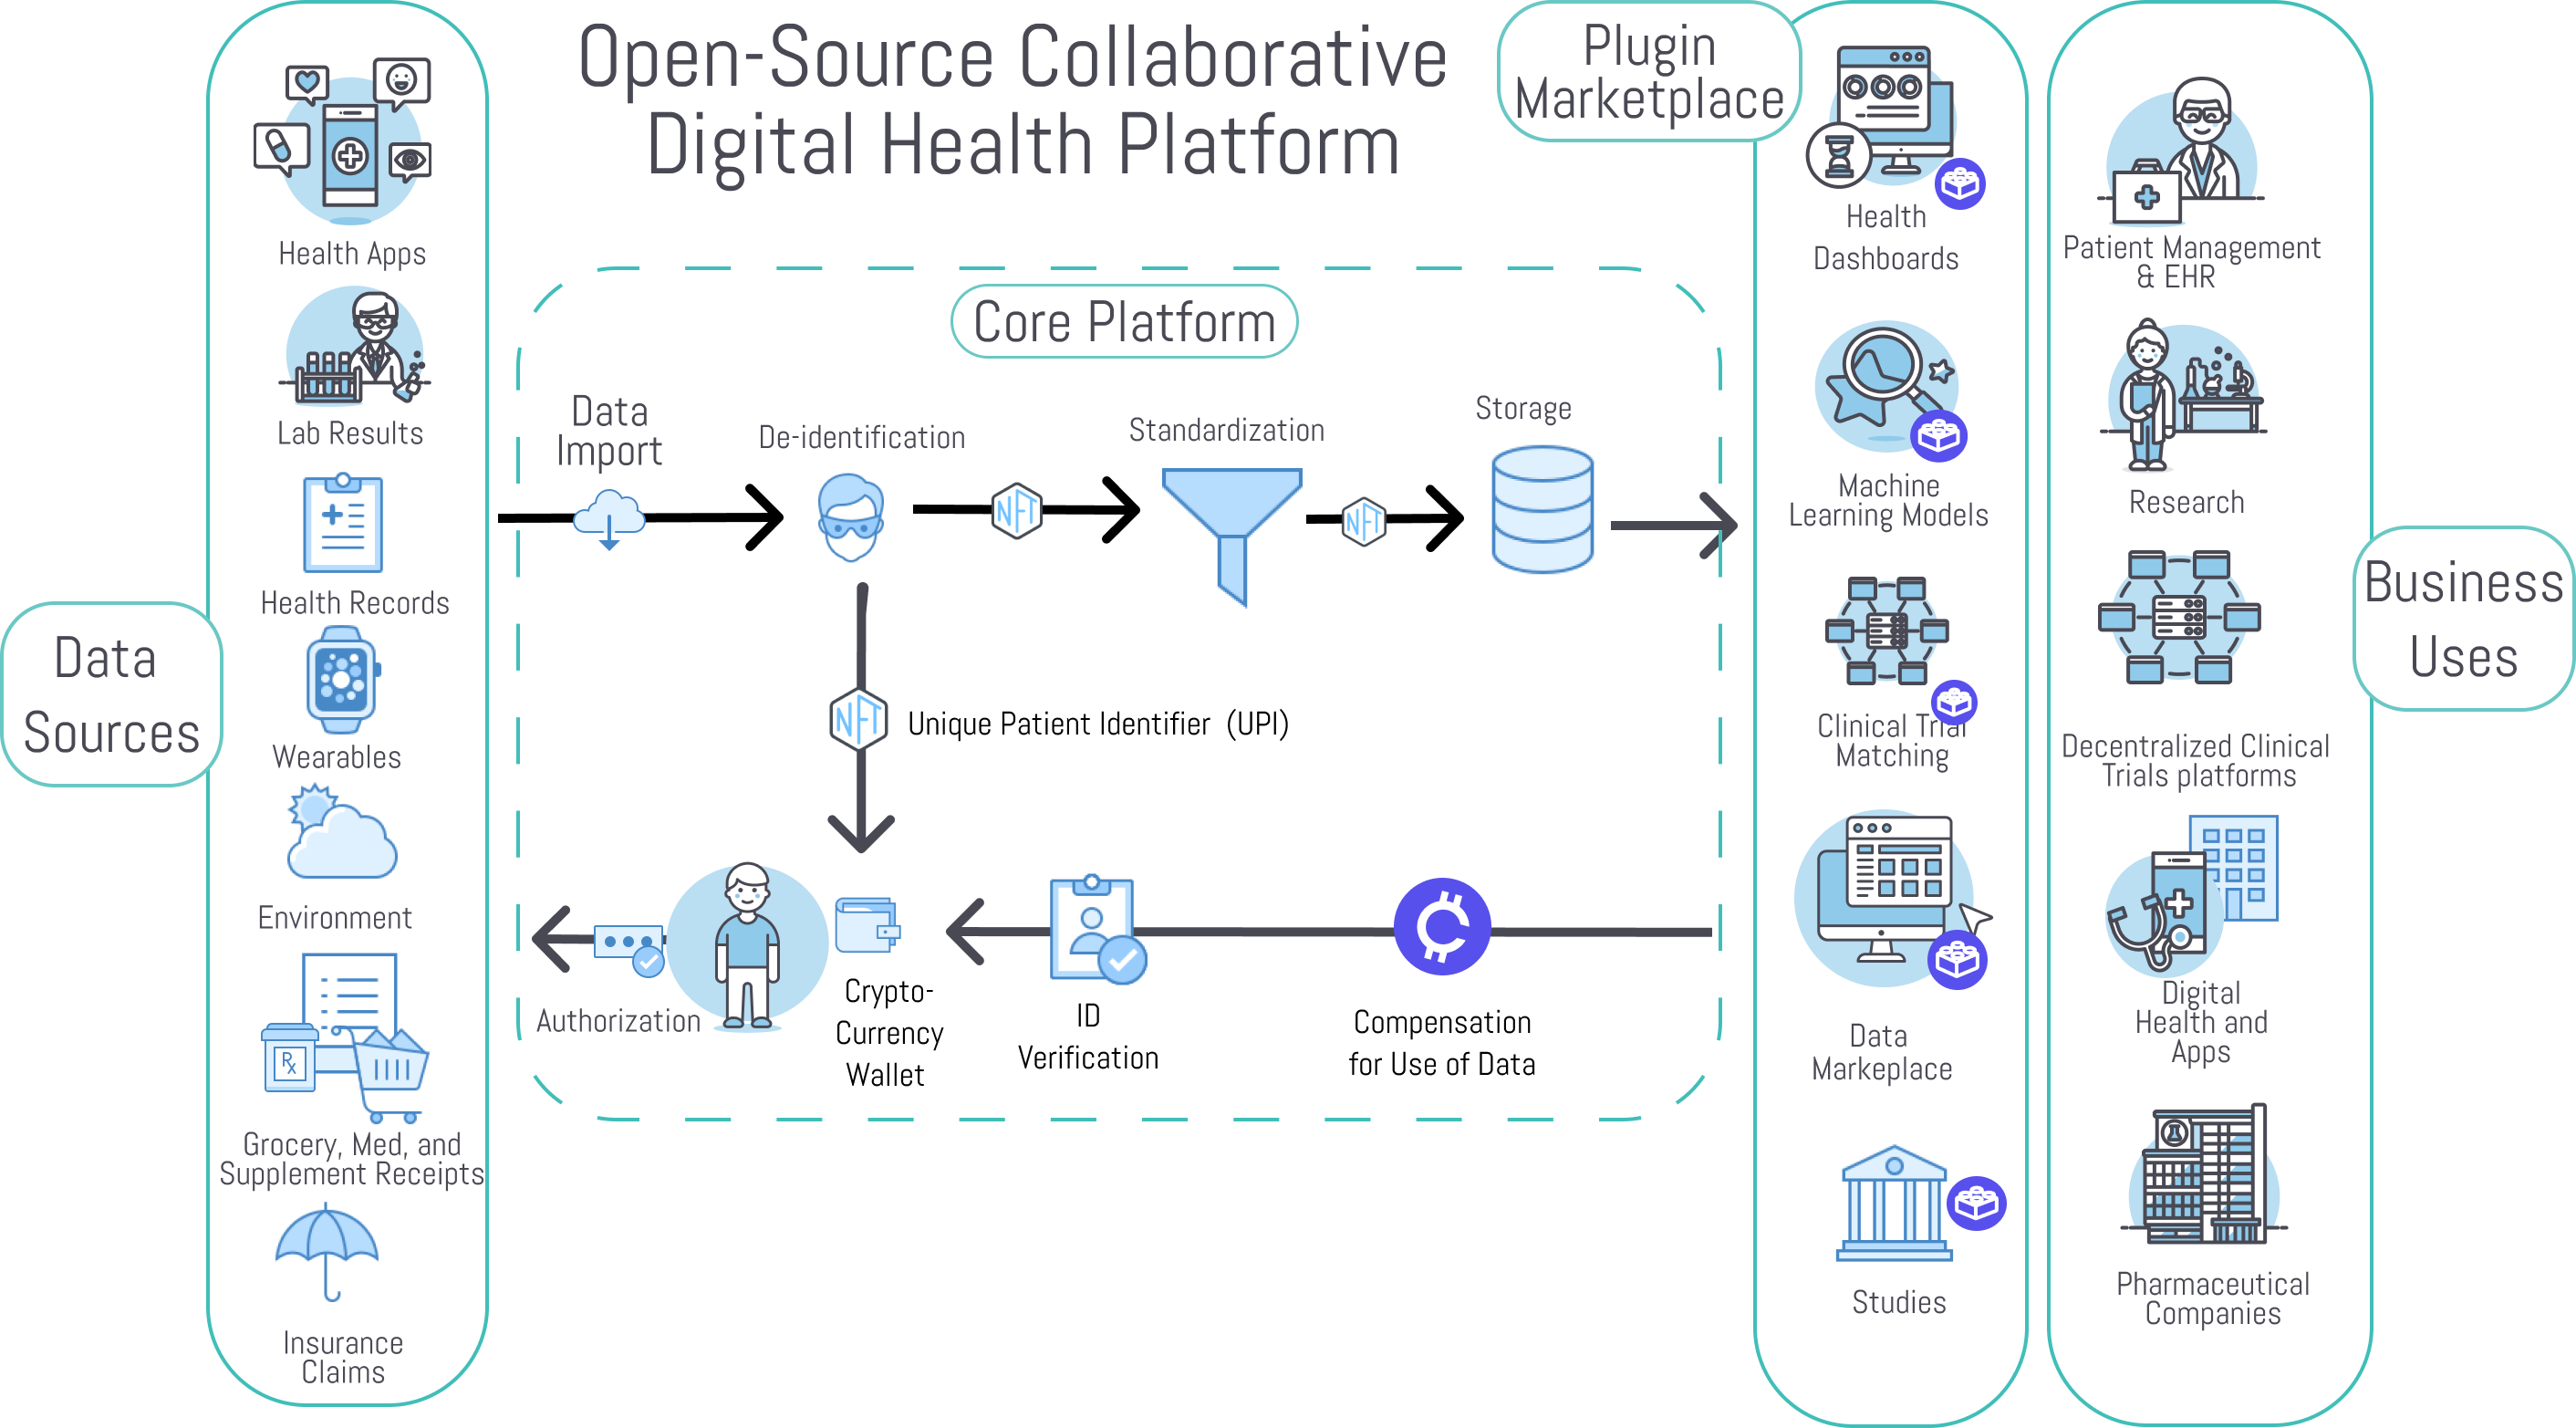 Open-Source Collaborative
Digital Health Platform
Data
Sources
Health Apps
Lab Results
Health Records
Wearables
Environment
Rx
Grocery, Med, and
Supplement Receipts
Insurance
Claims
Core Platform
Data
Import
De-identification
NFT
Standardization
NFT
Storage
NFT
Unique Patient Identifier (UPI)
Authorization
Crypto-
Currency
Wallet
ID
Verification
Compensation
for Use of Data
Plugin
Marketplace
Health
Dashboards
Machine
Learning Models
Clinical Trial
Matching
Data
Markeplace
Studies
Business
Uses
Patient Management
& EHR
Research
Decentralized Clinical
Trials platforms
Digital
Health and
Apps
Pharmaceutical
Companies